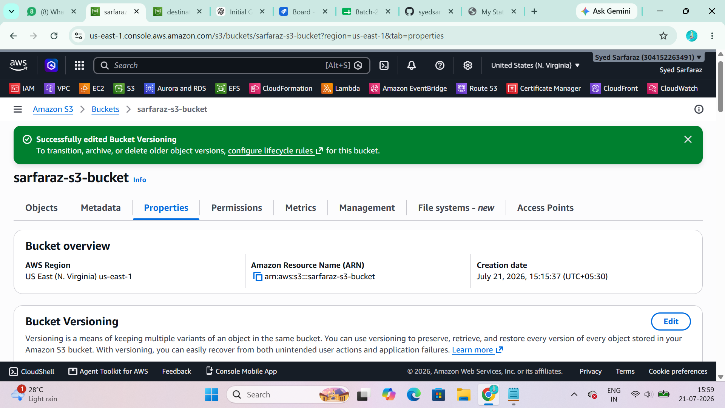 (8) Wha
sarfara
destinat
Initial C
Board
Batch-F
syedsar
My Stic
Ask Gemini
us-east-1.console.aws.amazon.com/s3/buckets/sarfaraz-s3-bucket?region=us-east-1&tab=properties
aws
Search
[Alt+S]
United States (N. Virginia)
Syed Sarfaraz (304152263491)
Syed Sarfaraz
IAM
VPC
EC2
S3
Aurora and RDS
EFS
CloudFormation
Lambda
Amazon EventBridge
Route 53
Certificate Manager
CloudFront
CloudWatch
Amazon S3 > Buckets > sarfaraz-s3-bucket
Successfully edited Bucket Versioning
To transition, archive, or delete older object versions, configure lifecycle rules for this bucket.
sarfaraz-s3-bucket Info
Objects
Metadata
Properties
Permissions
Metrics
Management
File systems - new
Access Points
Bucket overview
AWS Region
US East (N. Virginia) us-east-1
Amazon Resource Name (ARN)
arn:aws:s3:::sarfaraz-s3-bucket
Creation date
July 21, 2026, 15:15:37 (UTC+05:30)
Bucket Versioning
Edit
Versioning is a means of keeping multiple variants of an object in the same bucket. You can use versioning to preserve, retrieve, and restore every version of every object stored in your
Amazon S3 bucket. With versioning, you can easily recover from both unintended user actions and application failures. Learn more
CloudShell
Agent Toolkit for AWS
Feedback
Console Mobile App
© 2026, Amazon Web Services, Inc. or its affiliates.
Privacy
Terms
Cookie preferences
1
28°C
Light rain
Search
ENG
IN
15:59
21-07-2026